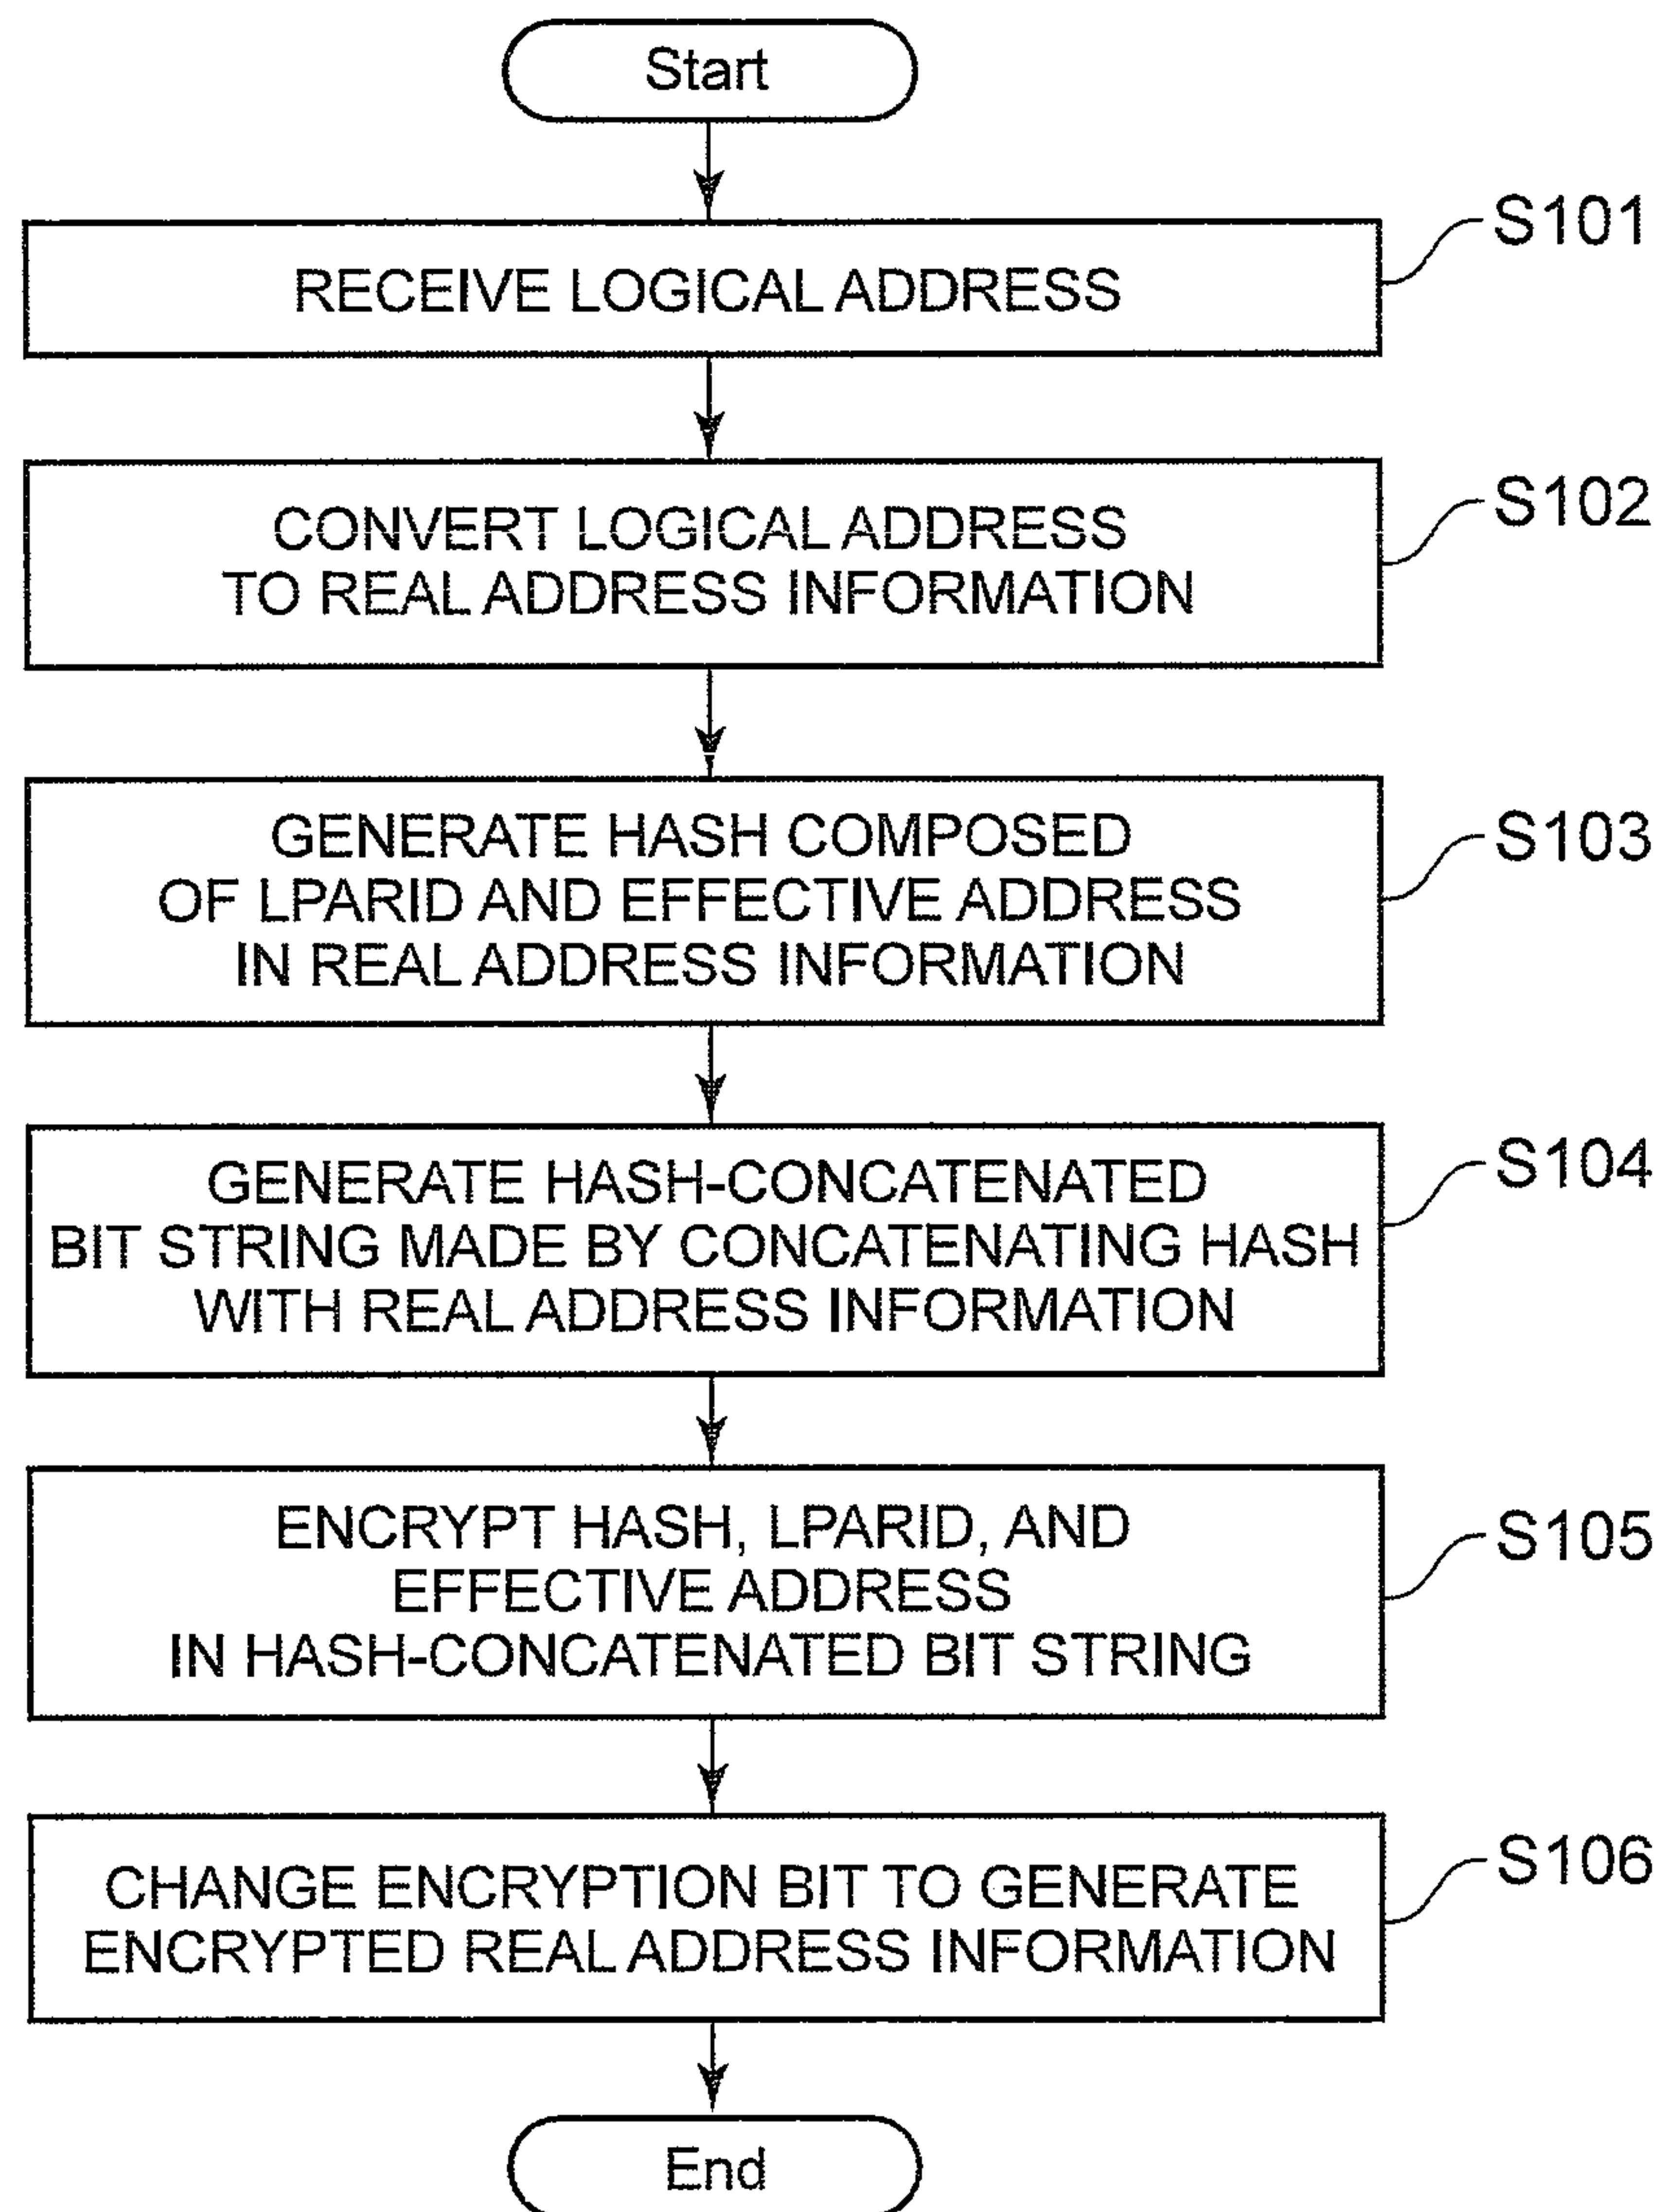 Start
S101
RECEIVE LOGICAL ADDRESS
S102
CONVERT LOGICAL ADDRESS
TO REAL ADDRESS INFORMATION
S103
GENERATE HASH COMPOSED
OF LPARID AND EFFECTIVE ADDRESS
IN REAL ADDRESS INFORMATION
S104
GENERATE HASH-CONCATENATED
BIT STRING MADE BY CONCATENATING HASH
WITH REAL ADDRESS INFORMATION
S105
ENCRYPT HASH, LPARID, AND
EFFECTIVE ADDRESS
IN HASH-CONCATENATED BIT STRING
S106
CHANGE ENCRYPTION BIT TO GENERATE
ENCRYPTED REAL ADDRESS INFORMATION
End